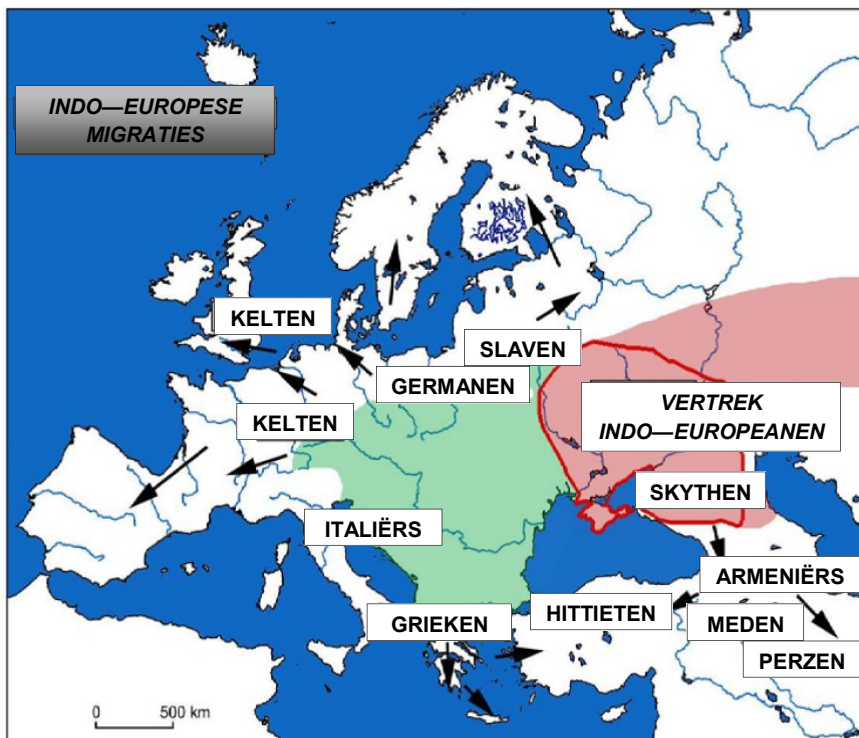 INDO—EUROPESE
MIGRATIES
KELTEN
SLAVEN
GERMANEN
KELTEN
VERTREK
INDO—EUROPEANEN
SKYTHEN
ITALIËRS
ARMENIËRS
GRIEKEN
HITTIETEN
MEDEN
PERZEN
0 500 km